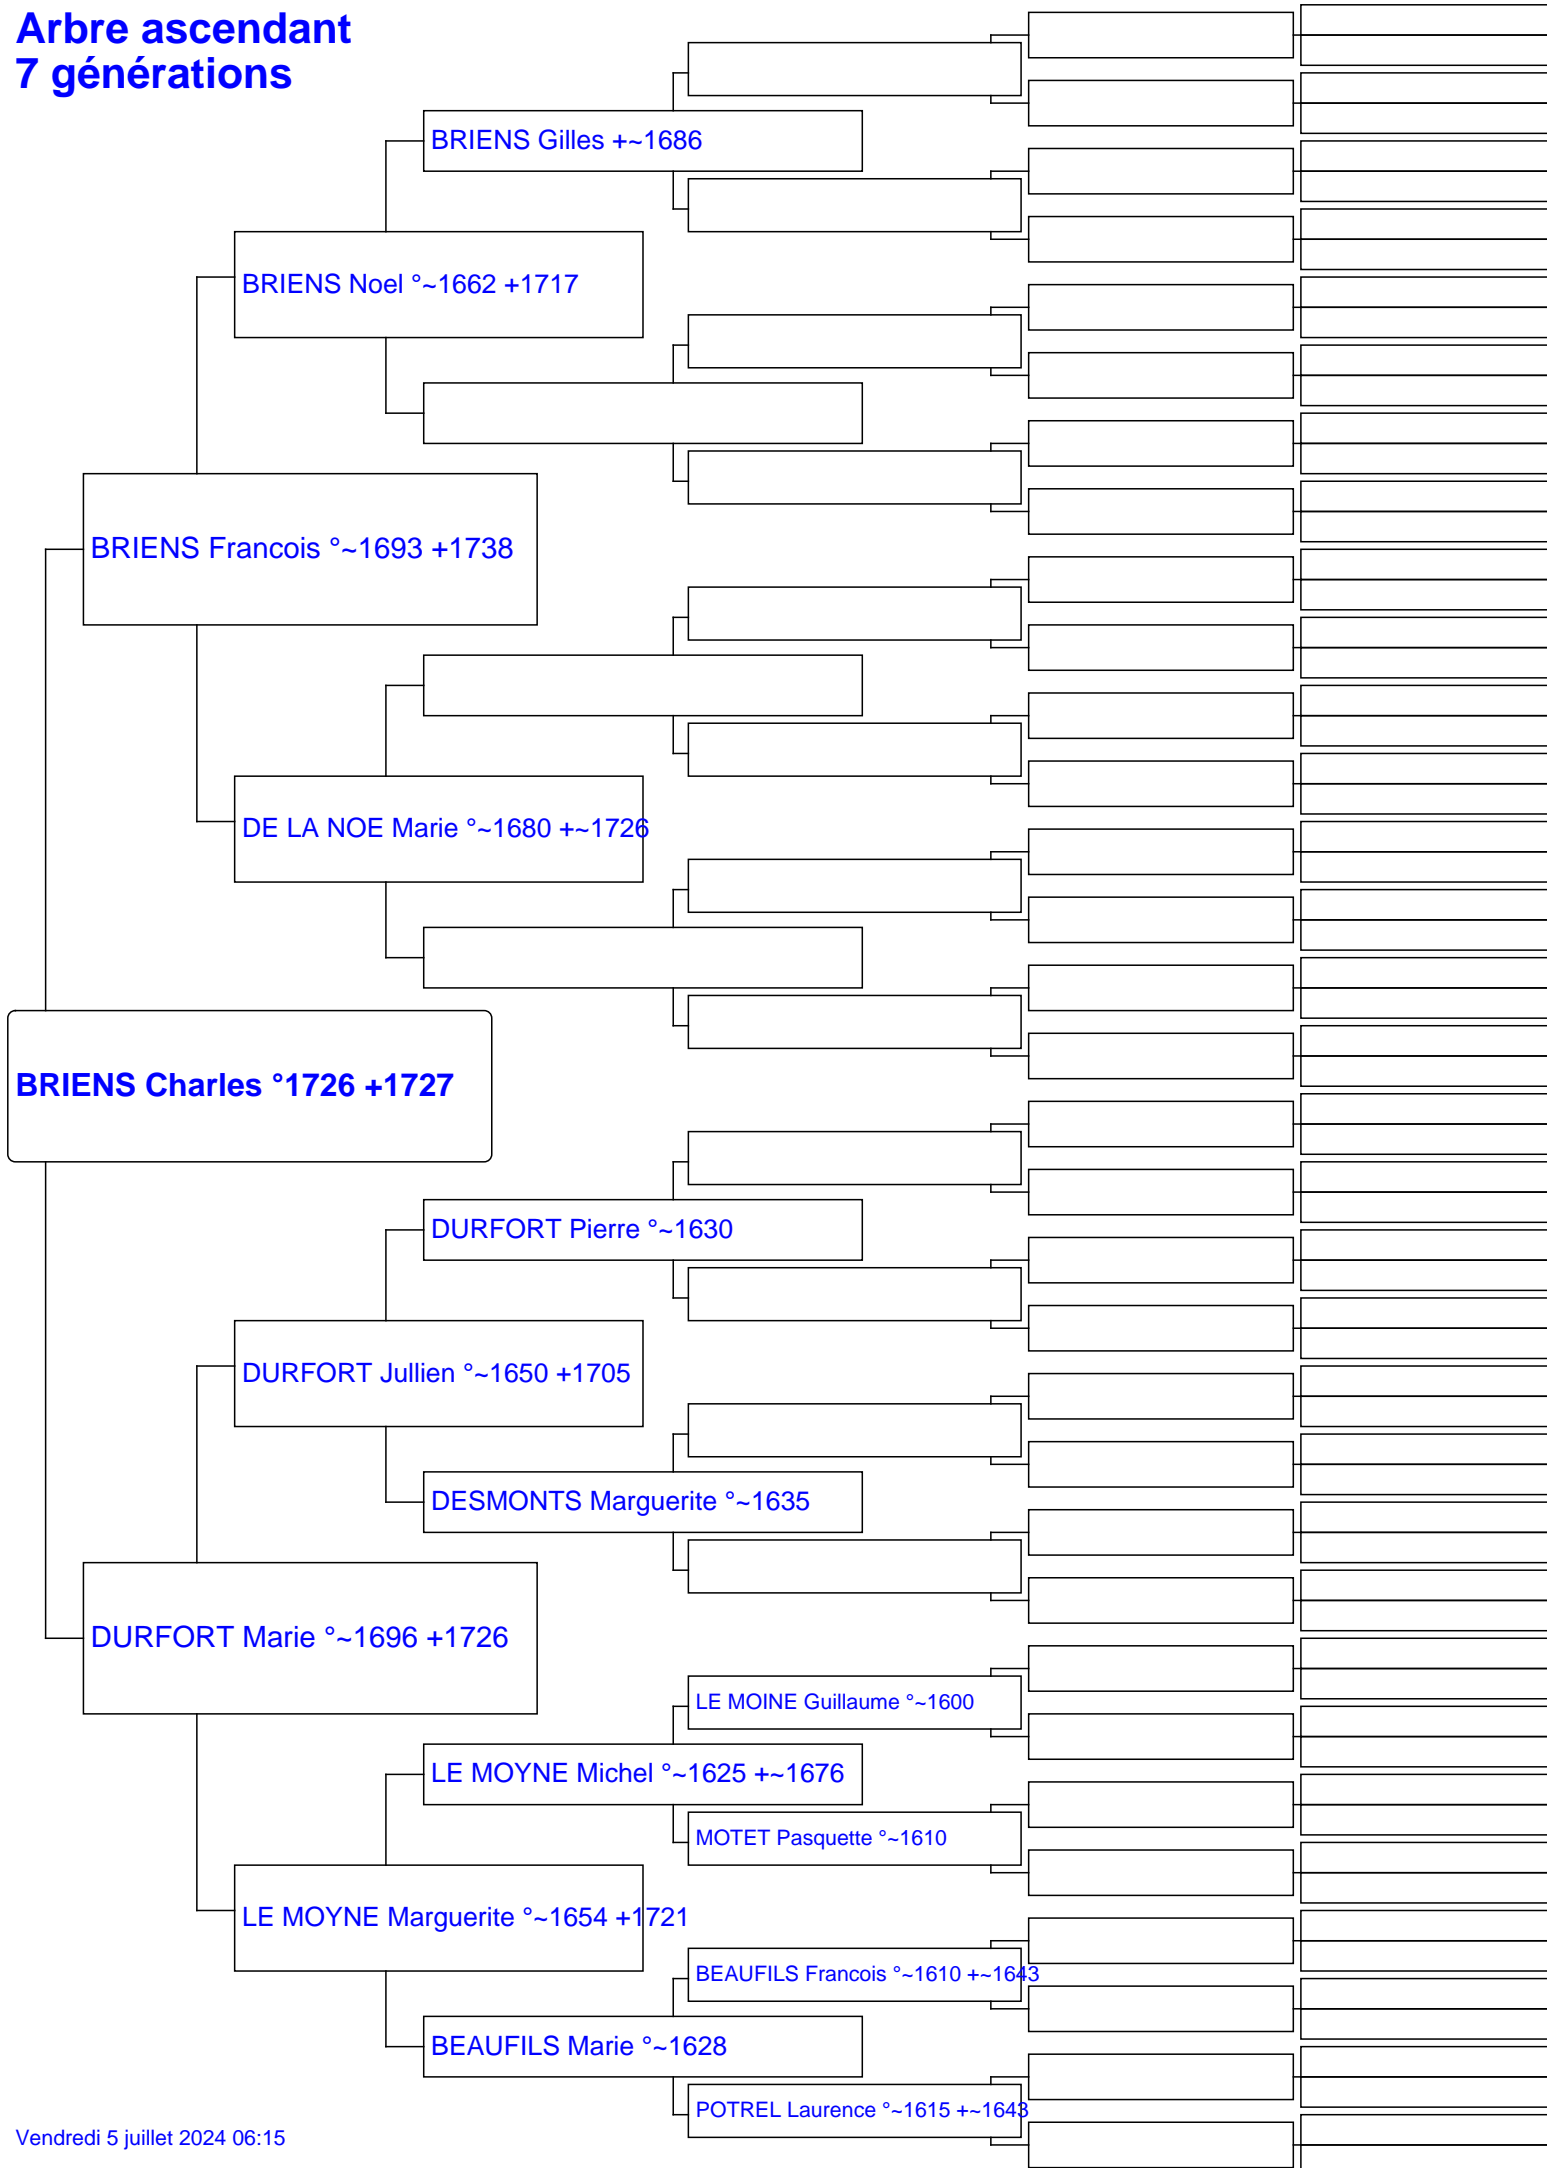 Arbre ascendant
7 générations
BRIENS Gilles +~1686
BRIENS Noel °~1662 +1717
BRIENS Francois °~1693 +1738
DE LA NOE Marie °~1680 +~1726
BRIENS Charles °1726 +1727
DURFORT Pierre °~1630
DURFORT Jullien °~1650 +1705
DESMONTS Marguerite °~1635
DURFORT Marie °~1696 +1726
LE MOINE Guillaume °~1600
LE MOYNE Michel °~1625 +~1676
MOTET Pasquette °~1610
LE MOYNE Marguerite °~1654 +1721
BEAUFILS Francois °~1610 +~1643
BEAUFILS Marie °~1628
POTREL Laurence °~1615 +~1643
Vendredi 5 juillet 2024 06:15